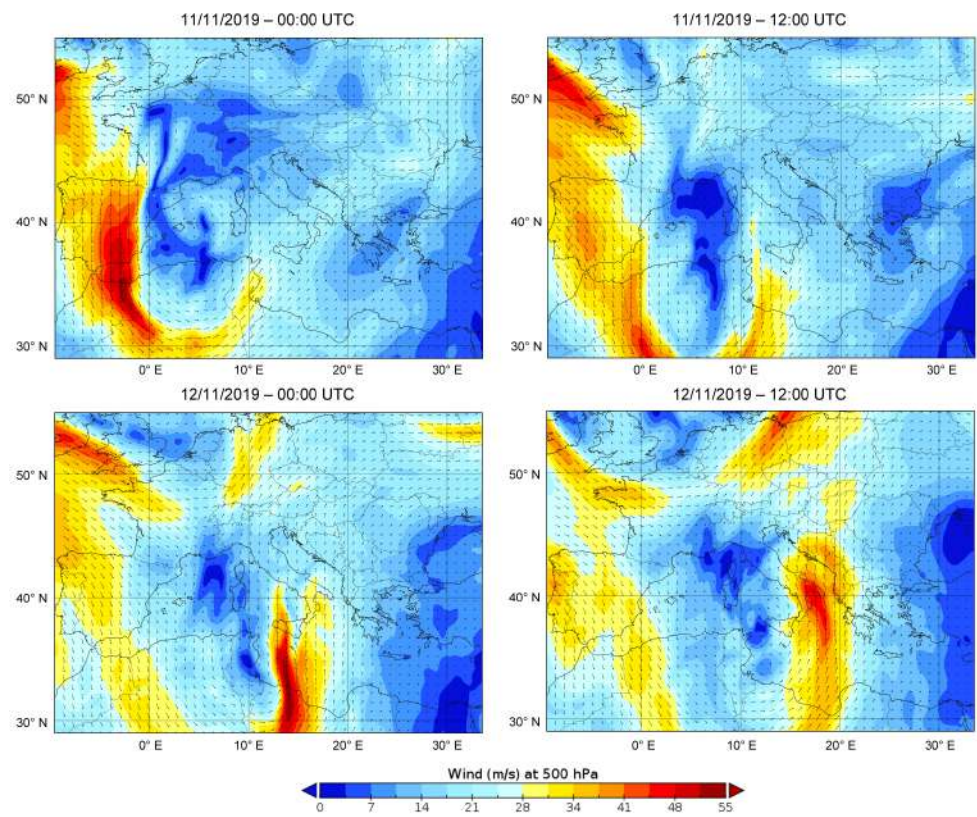 11/11/2019 – 00:00 UTC
11/11/2019 – 12:00 UTC
50° N
40° N
30° N
0° E 10° E 20° E 30° E
50° N
40° N
30° N
0° E 10° E 20° E 30° E
12/11/2019 – 00:00 UTC
12/11/2019 – 12:00 UTC
50° N
40° N
30° N
0° E 10° E 20° E 30° E
50° N
40° N
30° N
0° E 10° E 20° E 30° E
Wind (m/s) at 500 hPa
0 7 14 21 28 34 41 48 55